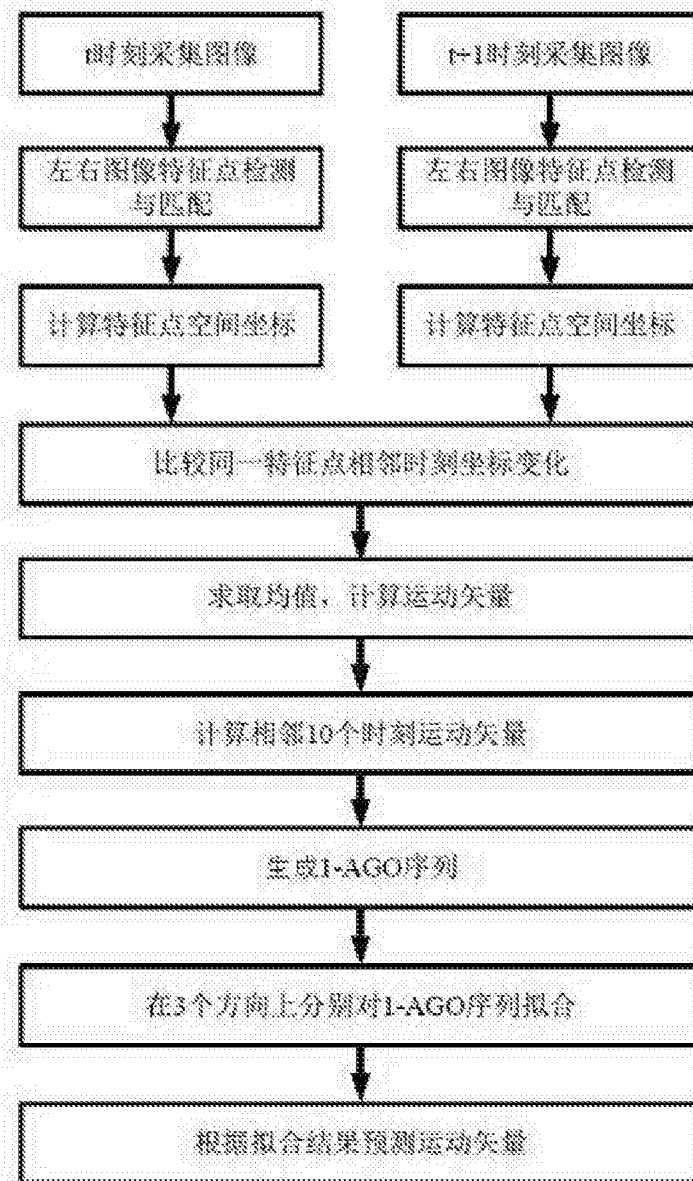 t时刻采集图像
t-1时刻采集图像
左右图像特征点检测
与匹配
左右图像特征点检测
与匹配
计算特征点空间坐标
计算特征点空间坐标
比较同一特征点相邻时刻坐标变化
求取均值，计算运动矢量
计算相邻10个时刻运动矢量
生成1-AGO序列
在3个方向上分别对1-AGO序列拟合
根据拟合结果预测运动矢量